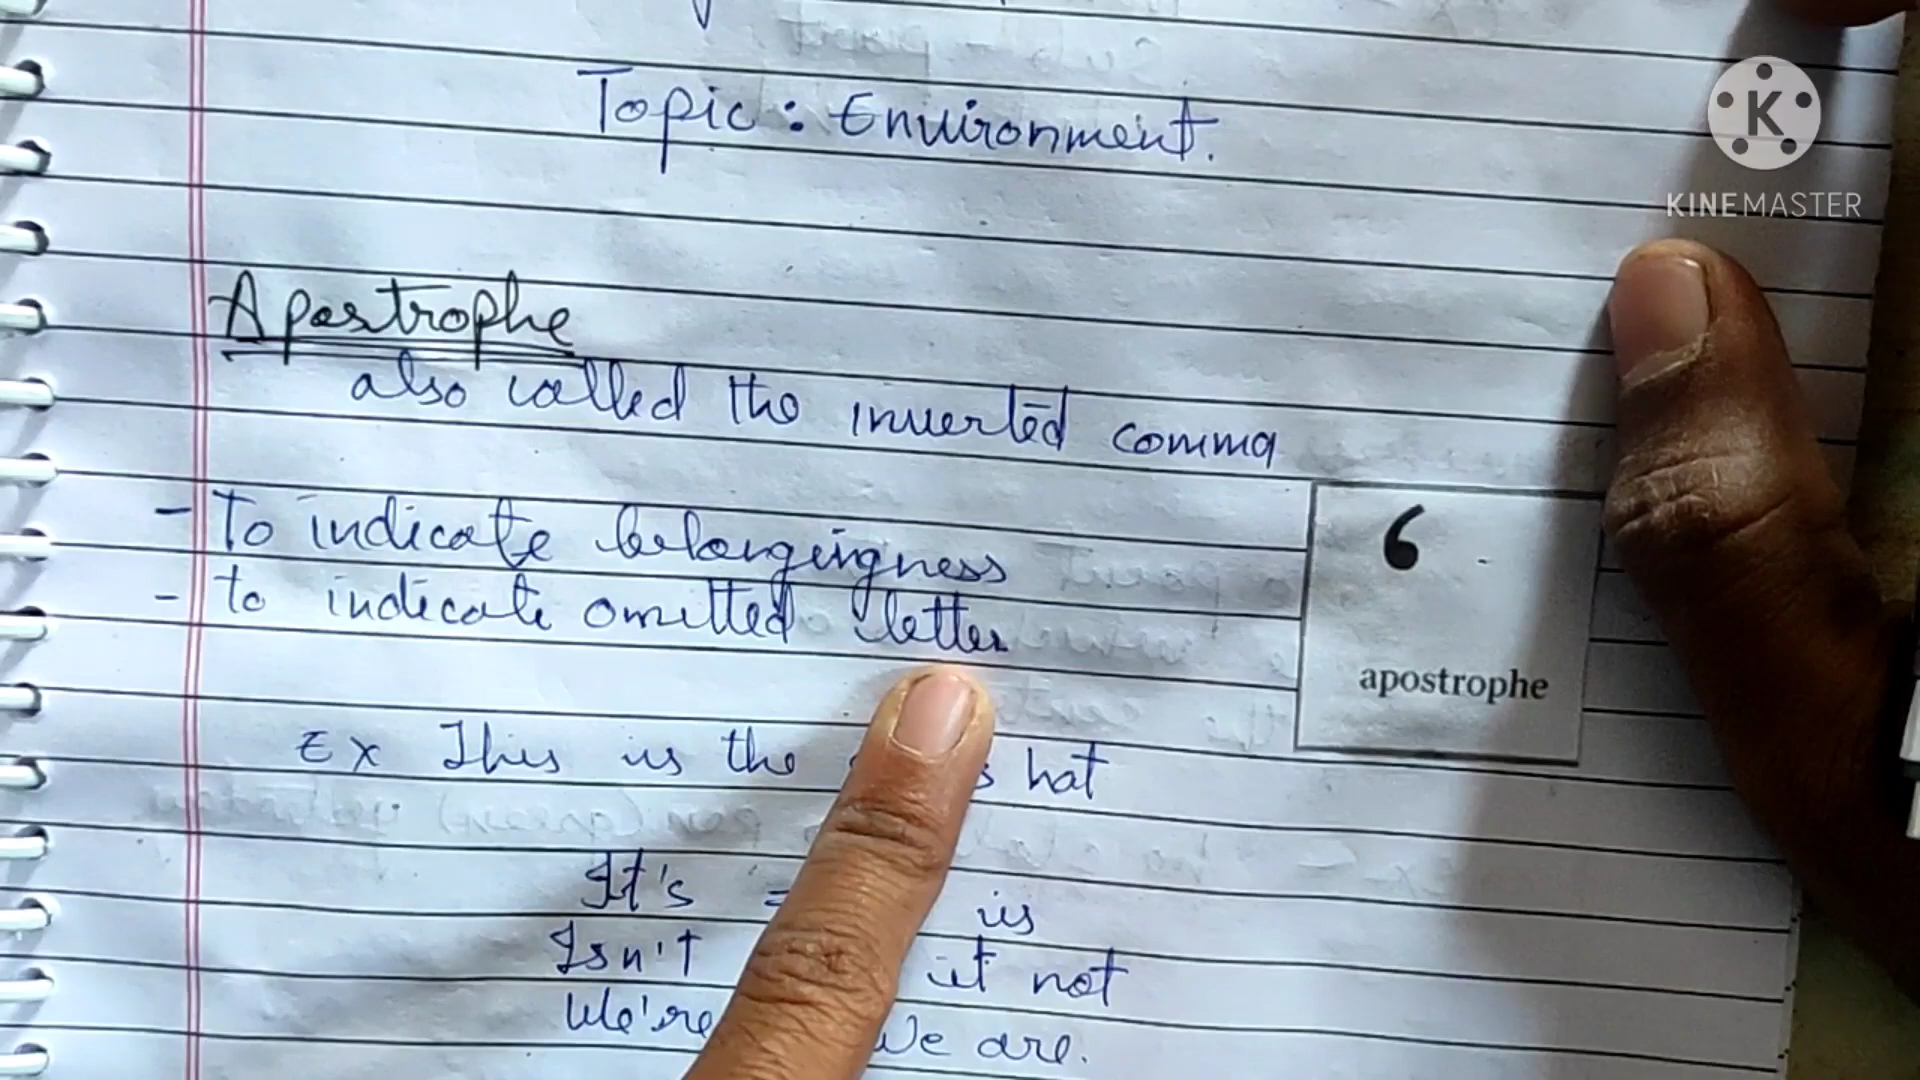 Topic : Environment.
KINEMASTER
Apostrophe
also called the inverted comma
- To indicate belongingness
- to indicate omitted letter
‘
apostrophe
Ex This is the hat
It's = is
Isn't it not
We're We are.